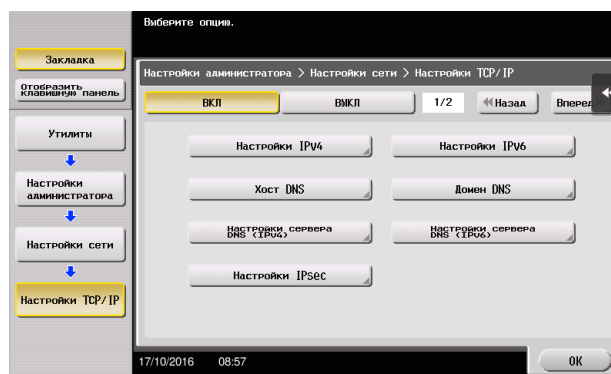 Выберите опцию.
Закладка
Отобразить
клавишную панель
Утилиты
Настройки
администратора
Настройки сети
Настройки TCP/IP
Настройки администратора > Настройки сети > Настройки TCP/IP
ВКЛ ВЫКЛ 1/2 Назад Вперед
Настройки IPv4 Настройки IPv6
Хост DNS Домен DNS
Настройки сервера
DNS (IPv4)
Настройки сервера
DNS (IPv6)
Настройки IPsec
17/10/2016 08:57 OK